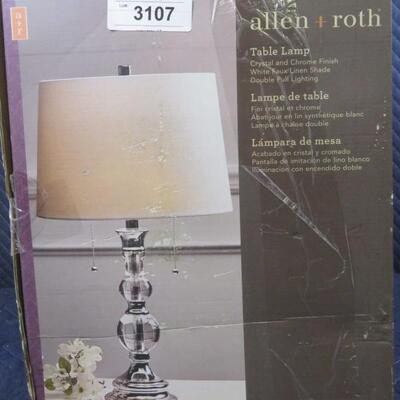 Lot
3107
a+r
allen + roth
Table Lamp
Crystal and Chrome Finish
White Faux Linen Shade
Double Pull Lighting
Lampe de table
Fini cristal et chrome
Abat-jour en lin synthétique blanc
Lampe à chaîne double
Lámpara de mesa
Acabado en cristal y cromado
Pantalla de imitación de lino blanco
Iluminación con encendido doble